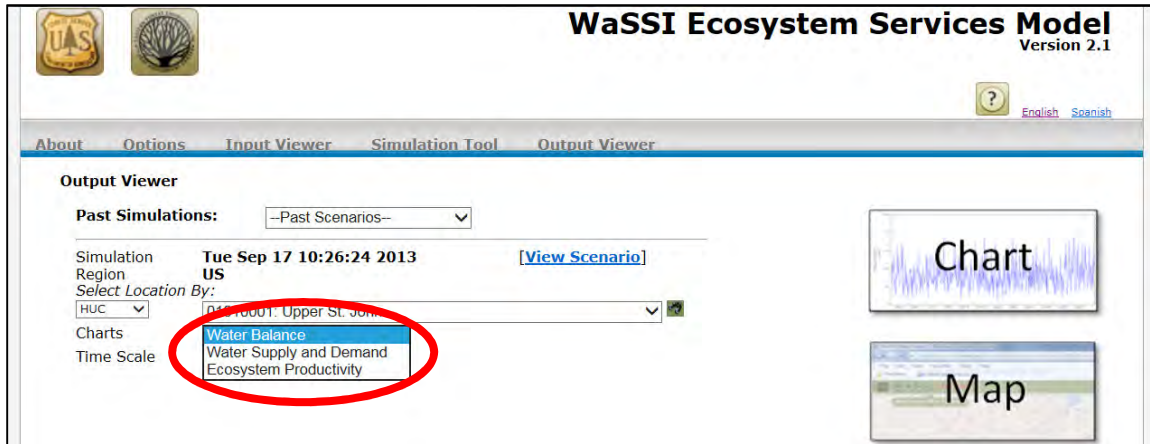 WaSSI Ecosystem Services Model
Version 2.1
UAS
?
English Spanish
About Options Input Viewer Simulation Tool Output Viewer
Output Viewer
Past Simulations: --Past Scenarios--
Simulation Tue Sep 17 10:26:24 2013 [View Scenario]
Region US
Select Location By:
HUC Upper St.
Charts Water Balance
Water Supply and Demand
Time Scale
Ecosystem Productivity
Chart
Map